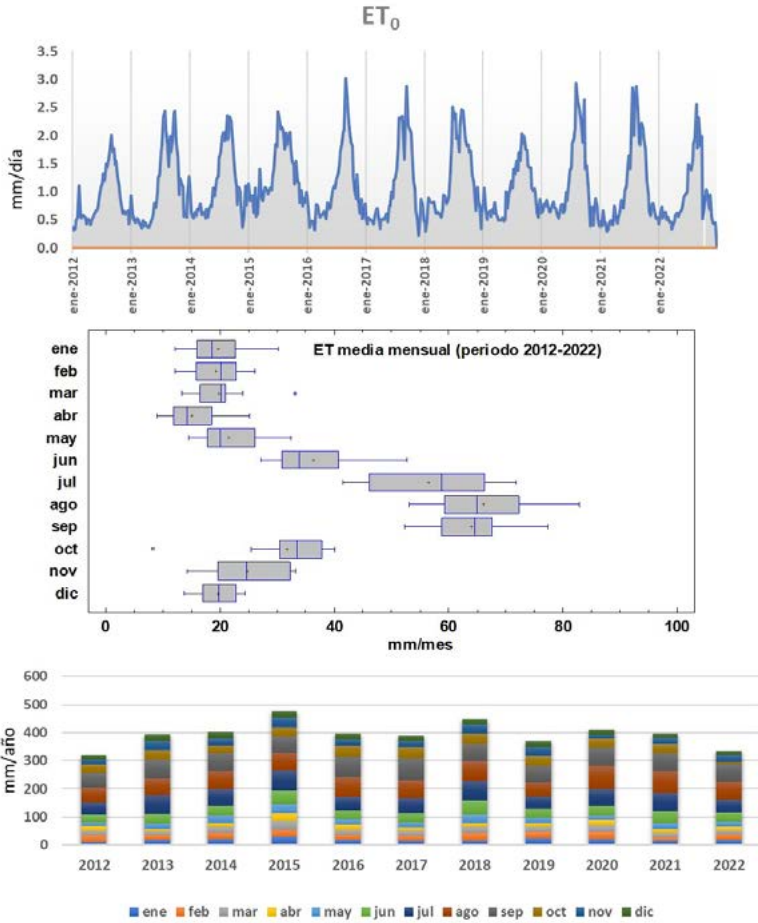 ET0
mm/día
3.5
3.0
2.5
2.0
1.5
1.0
0.5
0.0
ene-2012
ene-2013
ene-2014
ene-2015
ene-2016
ene-2017
ene-2018
ene-2019
ene-2020
ene-2021
ene-2022
ET media mensual (periodo 2012-2022)
ene
feb
mar
abr
may
jun
jul
ago
sep
oct
nov
dic
0 20 40 60 80 100
mm/mes
mm/año
600
500
400
300
200
100
0
2012 2013 2014 2015 2016 2017 2018 2019 2020 2021 2022
ene feb mar abr may jun jul ago sep oct nov dic